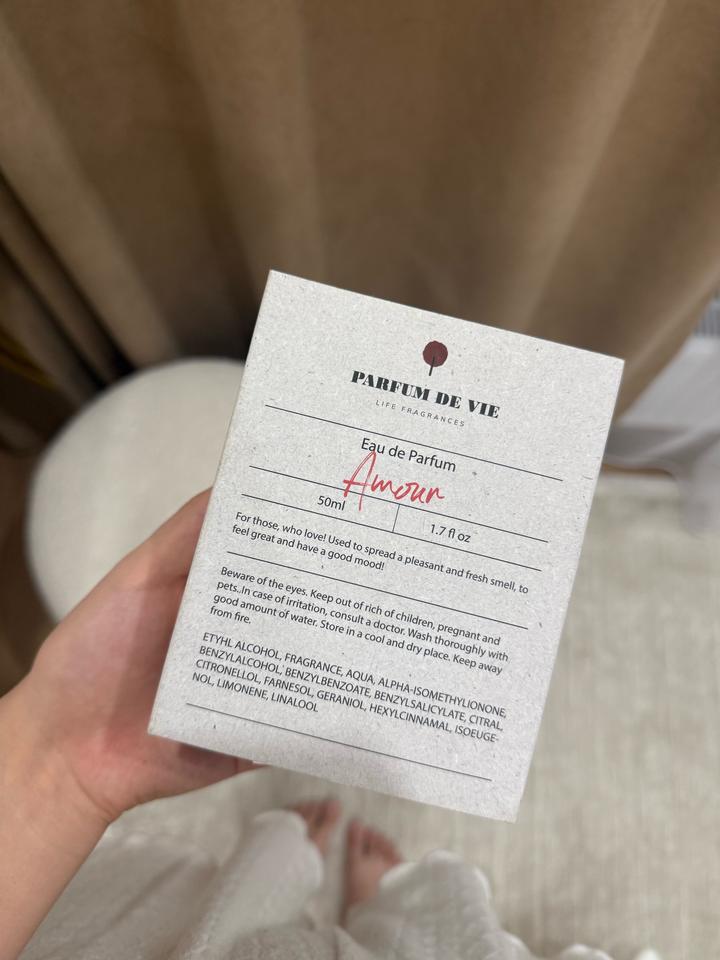 PARFUM DE VIE
LIFE FRAGRANCES
Eau de Parfum
Amour
50ml
1.7 fl oz
For those, who love! Used to spread a pleasant and fresh smell, to
feel great and have a good mood!
Beware of the eyes. Keep out of rich of children, pregnant and
pets..In case of irritation, consult a doctor. Wash thoroughly with
good amount of water. Store in a cool and dry place. Keep away
from fire.
ETYHL ALCOHOL, FRAGRANCE, AQUA, ALPHA-ISOMETHYLIONONE,
BENZYLALCOHOL, BENZYLBENZOATE, BENZYLSALICYLATE, CITRAL,
CITRONELLOL, FARNESOL, GERANIOL, HEXYLCINNAMAL, ISOEUGE-
NOL, LIMONENE, LINALOOL